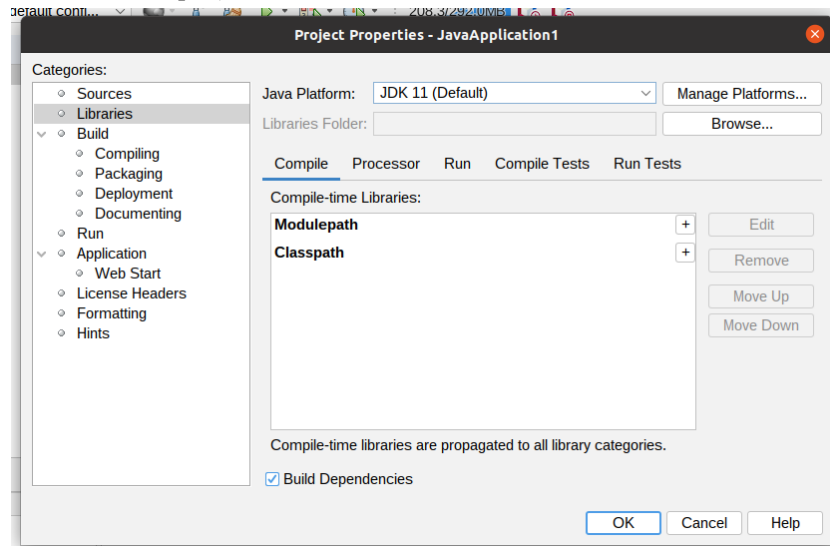 default confi...
208.3/292.0MB
Project Properties - JavaApplication1
Categories:
Sources
Libraries
Build
Compiling
Packaging
Deployment
Documenting
Run
Application
Web Start
License Headers
Formatting
Hints
Java Platform: JDK 11 (Default) Manage Platforms...
Libraries Folder: Browse...
Compile Processor Run Compile Tests Run Tests
Compile-time Libraries:
Modulepath + Edit
Classpath + Remove
Move Up
Move Down
Compile-time libraries are propagated to all library categories.
Build Dependencies
OK Cancel Help